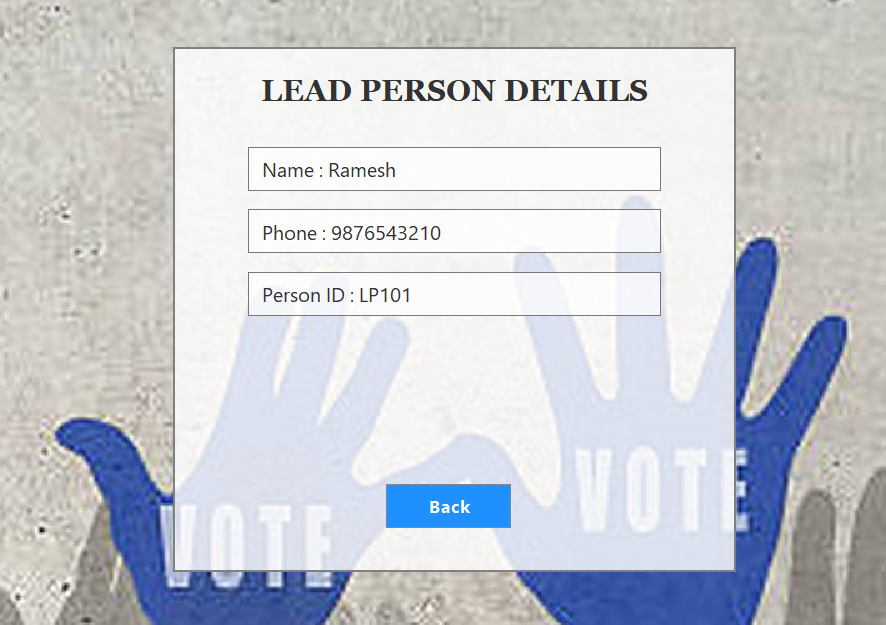 LEAD PERSON DETAILS
Name : Ramesh
Phone : 9876543210
Person ID : LP101
VOTE
Back
VOTE